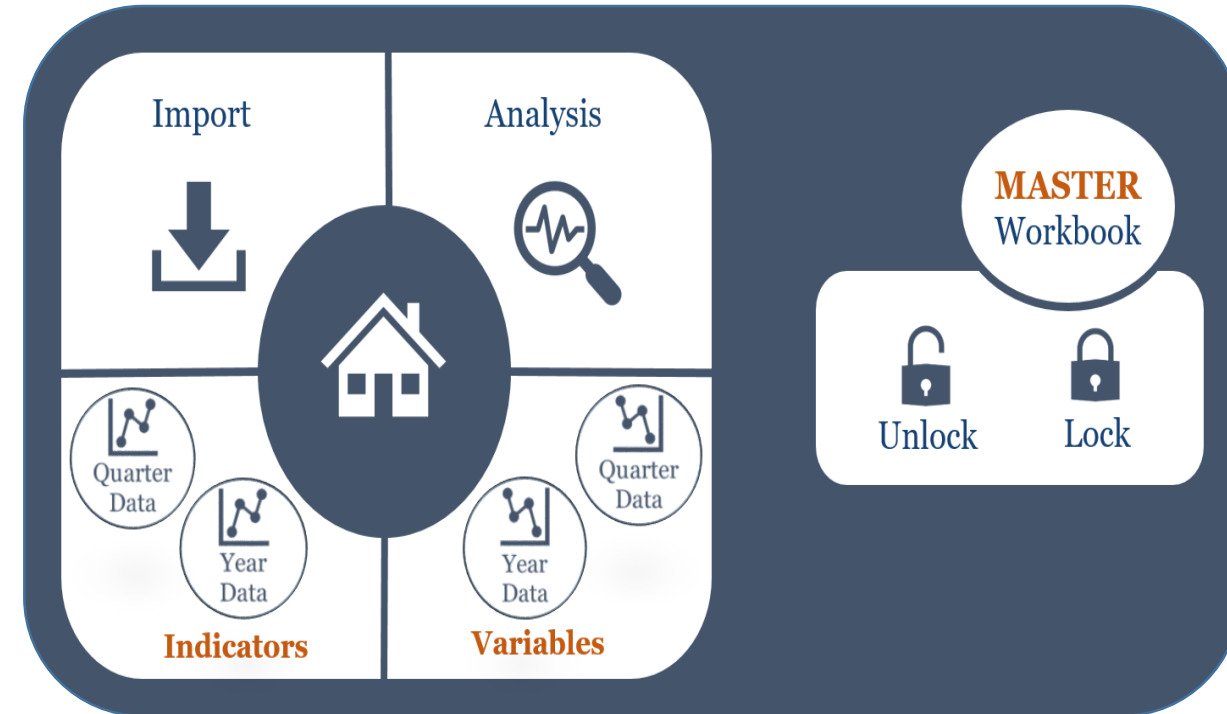 Import
Analysis
Quarter
Data
Year
Data
Indicators
Quarter
Data
Year
Data
Variables
MASTER
Workbook
Unlock
Lock